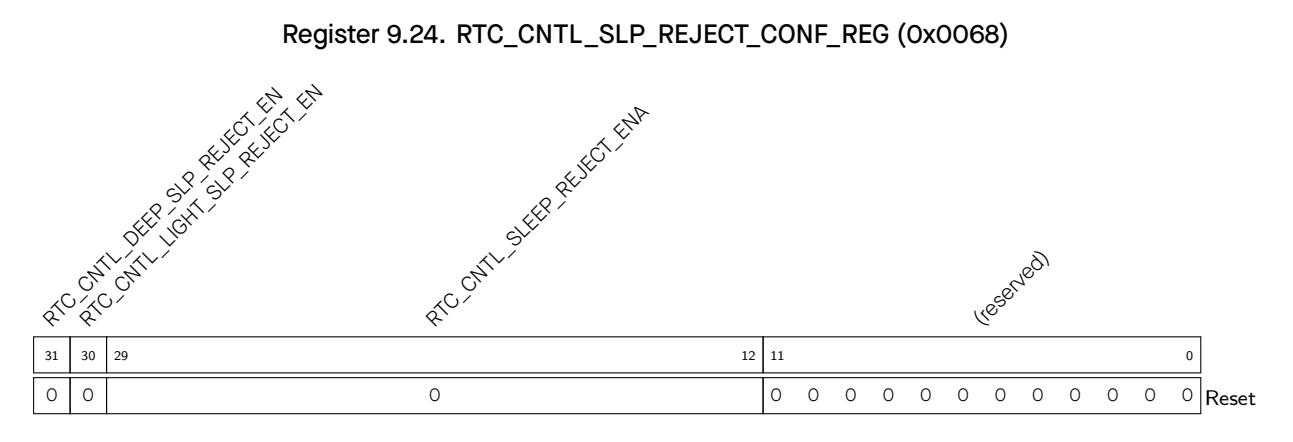 Register 9.24. RTC_CNTL_SLP_REJECT_CONF_REG (0x0068)
RTC_CNTL_DEEP_SLP_REJECT_EN
RTC_CNTL_LIGHT_SLP_REJECT_EN
RTC_CNTL_SLEEP_REJECT_ENA
(reserved)
31 30 29 12 11 0
0 0 0 0 0 0 0 0 0 0 0 0 0 0 0 Reset